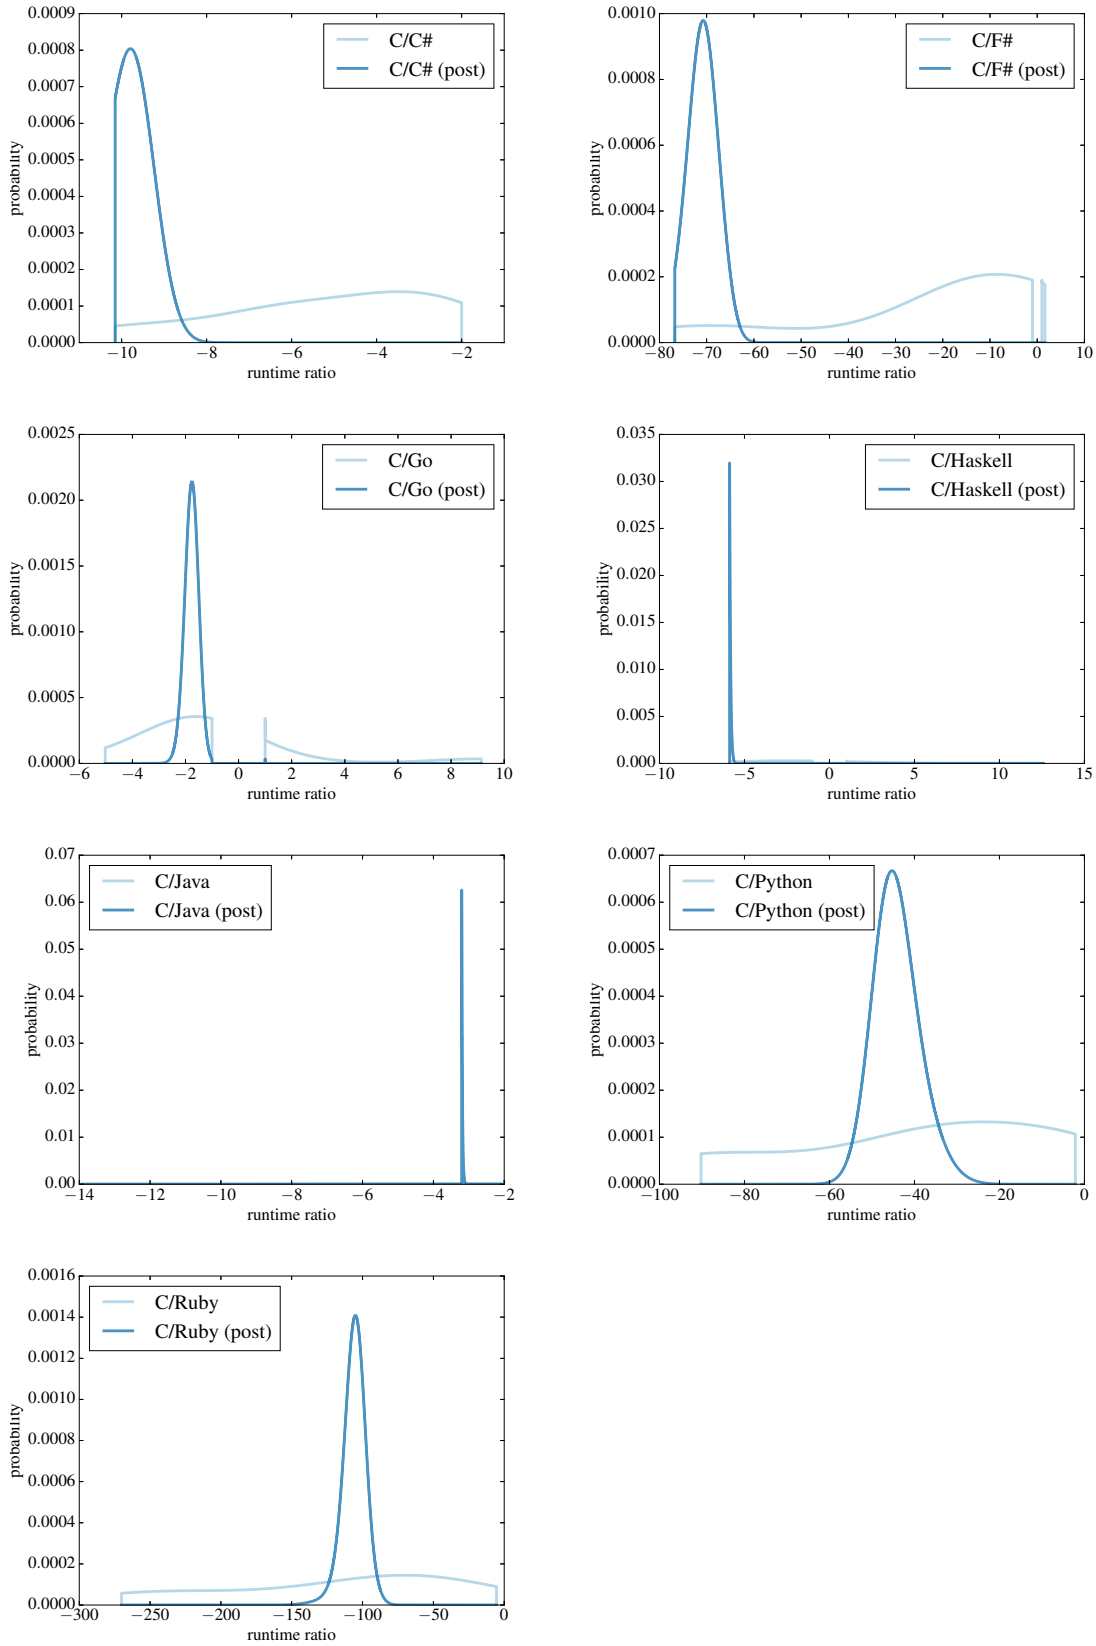 0.0009
0.0008
0.0007
0.0006
0.0005
0.0004
0.0003
0.0002
0.0001
0.0000
probability
C/C#
C/C# (post)
−10 −8 −6 −4 −2
runtime ratio
0.0010
0.0008
0.0006
0.0004
0.0002
0.0000
probability
C/F#
C/F# (post)
−80 −70 −60 −50 −40 −30 −20 −10 0 10
runtime ratio
0.0025
0.0020
0.0015
0.0010
0.0005
0.0000
probability
C/Go
C/Go (post)
−6 −4 −2 0 2 4 6 8 10
runtime ratio
0.035
0.030
0.025
0.020
0.015
0.010
0.005
0.000
probability
C/Haskell
C/Haskell (post)
−10 −5 0 5 10 15
runtime ratio
0.07
0.06
0.05
0.04
0.03
0.02
0.01
0.00
probability
C/Java
C/Java (post)
−14 −12 −10 −8 −6 −4 −2
runtime ratio
0.0007
0.0006
0.0005
0.0004
0.0003
0.0002
0.0001
0.0000
probability
C/Python
C/Python (post)
−100 −80 −60 −40 −20 0
runtime ratio
0.0016
0.0014
0.0012
0.0010
0.0008
0.0006
0.0004
0.0002
0.0000
probability
C/Ruby
C/Ruby (post)
−300 −250 −200 −150 −100 −50 0
runtime ratio